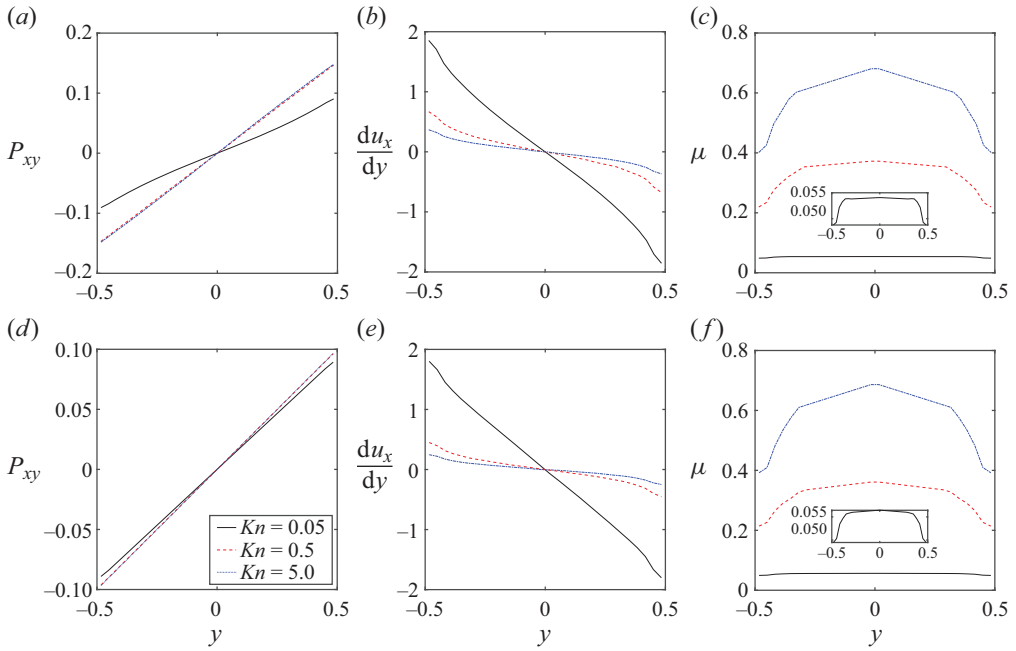 (a) (b) (c)
0.2 2 0.8
0.1 1 0.6
P_xy 0 du_x/dy 0 μ 0.4
–0.1 –1 0.2
0.055
0.050
–0.5 0 0.5
–0.2 –2 0
–0.5 0 0.5 –0.5 0 0.5 –0.5 0 0.5
(d) (e) (f)
0.10 2 0.8
0.05 1 0.6
P_xy 0 du_x/dy 0 μ 0.4
–0.05 –1 0.2
0.055
0.050
–0.5 0 0.5
Kn = 0.05
Kn = 0.5
Kn = 5.0
–0.10 –2 0
–0.5 0 0.5 –0.5 0 0.5 –0.5 0 0.5
y y y